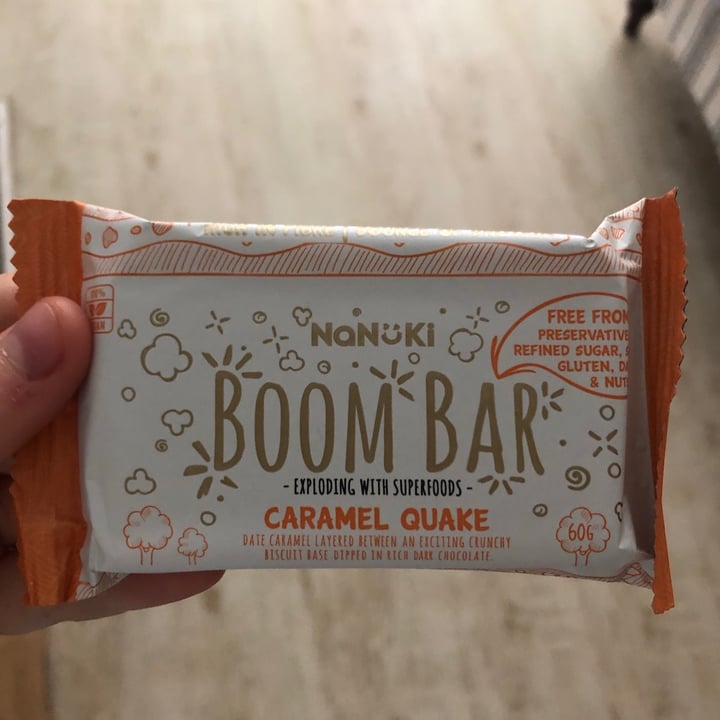 NaNüKi
BOOM BAR
- EXPLODING WITH SUPERFOODS -
CARAMEL QUAKE
DATE CARAMEL LAYERED BETWEEN AN EXCITING CRUNCHY
BISCUIT BASE DIPPED IN RICH DARK CHOCOLATE.
FREE FROM
PRESERVATIVE
REFINED SUGAR,
GLUTEN,
& NUT
60G